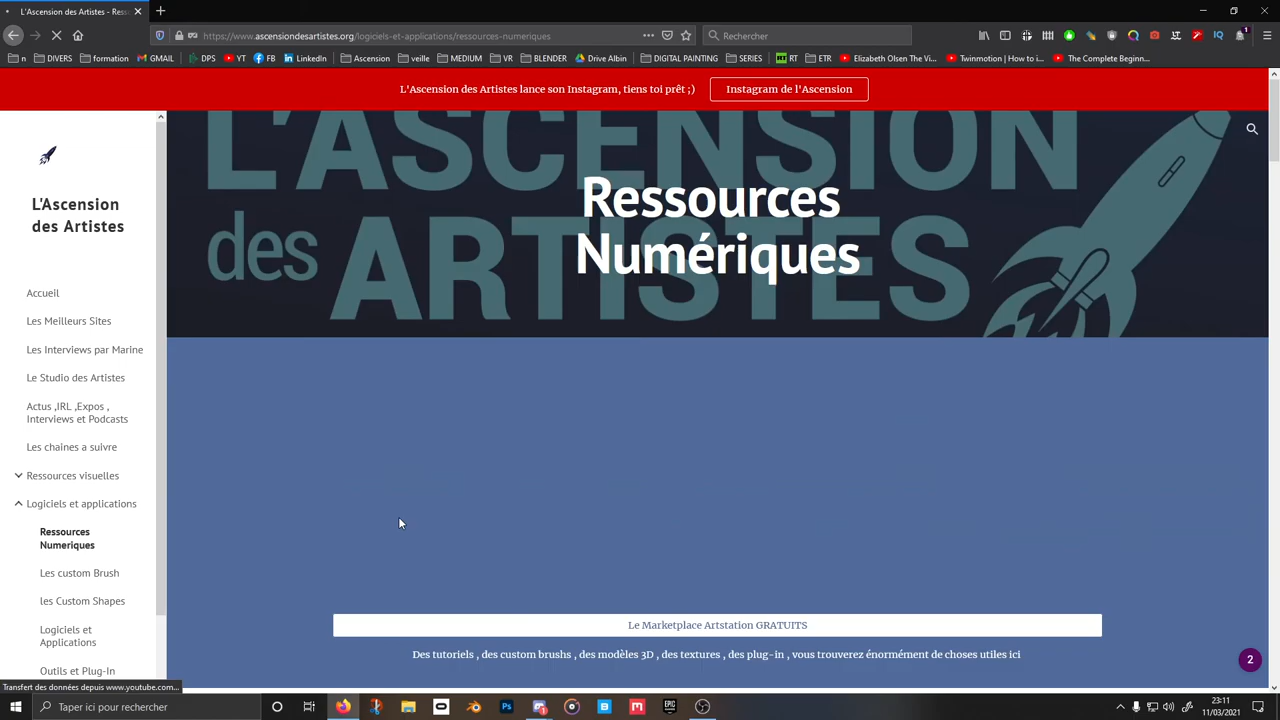 L'Ascension des Artistes - Ress
https://www.ascensiondesartistes.org/logiciels-et-applications/ressources-numeriques
Rechercher
1
n DIVERS formation GMAIL DPS YT FB LinkedIn Ascension veille MEDIUM VR BLENDER Drive Albin DIGITAL PAINTING SERIES RT ETR Elizabeth Olsen The Vi... Twinmotion | How to i... The Complete Beginn...
L'Ascension des Artistes lance son Instagram, tiens toi prêt ;) Instagram de l'Ascension
L'ASCENSION
des ARTISTES
Ressources
Numériques
L'Ascension
des Artistes
Accueil
Les Meilleurs Sites
Les Interviews par Marine
Le Studio des Artistes
Actus ,IRL ,Expos ,
Interviews et Podcasts
Les chaines a suivre
Ressources visuelles
Logiciels et applications
Ressources
Numeriques
Les custom Brush
les Custom Shapes
Logiciels et
Applications
Outils et Plug-In
Le Marketplace Artstation GRATUITS
Des tutoriels , des custom brushs , des modèles 3D , des textures , des plug-in , vous trouverez énormément de choses utiles ici
2
Transfert des données depuis www.youtube.com...
Taper ici pour rechercher
23:11
11/03/2021